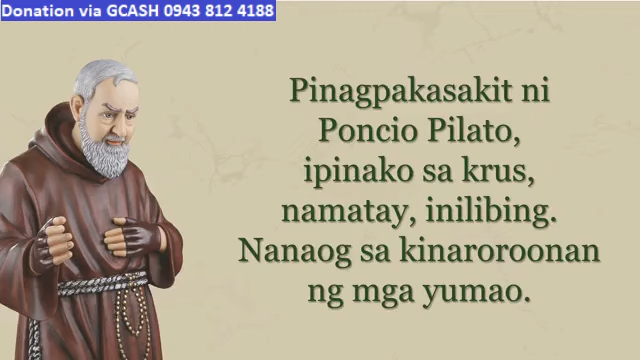 Donation via GCASH 0943 812 4188
Pinagpakasakit ni
Poncio Pilato,
ipinako sa krus,
namatay, inilibing.
Nanaog sa kinaroroonan
ng mga yumao.